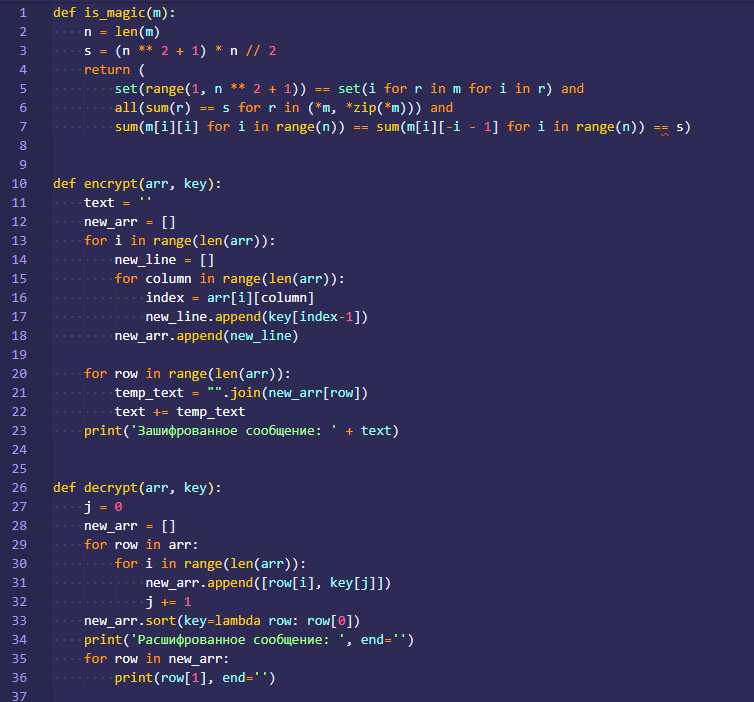 1 def is_magic(m):
2     n = len(m)
3     s = (n ** 2 + 1) * n // 2
4     return (
5         set(range(1, n ** 2 + 1)) == set(i for r in m for i in r) and
6         all(sum(r) == s for r in (*m, *zip(*m))) and
7         sum(m[i][i] for i in range(n)) == sum(m[i][-i - 1] for i in range(n)) == s)
8
9
10 def encrypt(arr, key):
11     text = ''
12     new_arr = []
13     for i in range(len(arr)):
14         new_line = []
15         for column in range(len(arr)):
16             index = arr[i][column]
17             new_line.append(key[index-1])
18         new_arr.append(new_line)
19
20     for row in range(len(arr)):
21         temp_text = "".join(new_arr[row])
22         text += temp_text
23     print('Зашифрованное сообщение: ' + text)
24
25
26 def decrypt(arr, key):
27     j = 0
28     new_arr = []
29     for row in arr:
30         for i in range(len(arr)):
31             new_arr.append([row[i], key[j]])
32             j += 1
33     new_arr.sort(key=lambda row: row[0])
34     print('Расшифрованное сообщение: ', end='')
35     for row in new_arr:
36         print(row[1], end='')
37